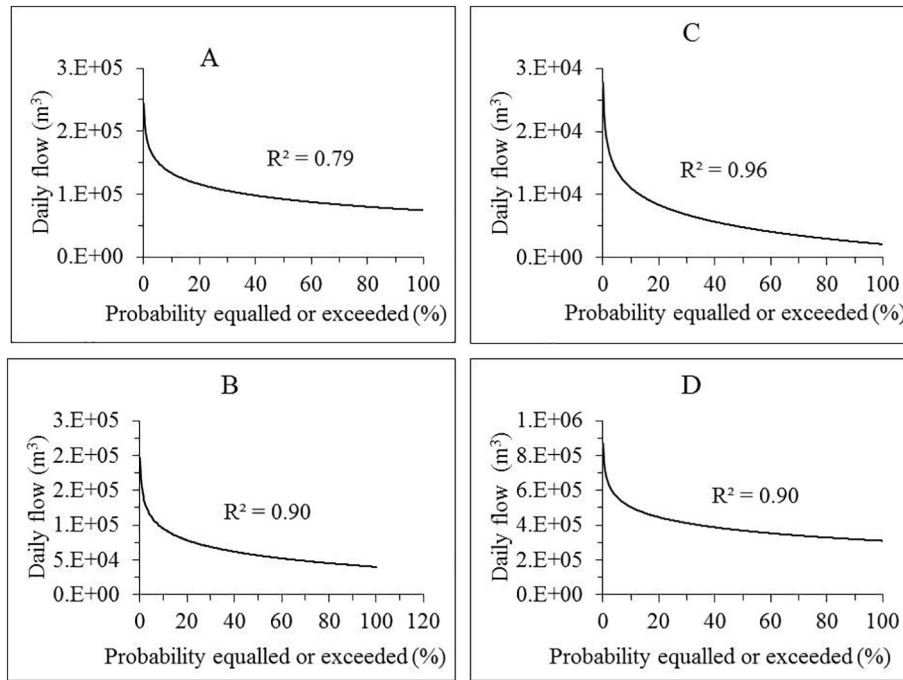 A
3.E+05
2.E+05
1.E+05
0.E+00
Daily flow (m³)
R² = 0.79
0 20 40 60 80 100
Probability equalled or exceeded (%)
C
3.E+04
2.E+04
1.E+04
0.E+00
Daily flow (m³)
R² = 0.96
0 20 40 60 80 100
Probability equalled or exceeded (%)
B
3.E+05
2.E+05
2.E+05
1.E+05
5.E+04
0.E+00
Daily flow (m³)
R² = 0.90
0 20 40 60 80 100 120
Probability equalled or exceeded (%)
D
1.E+06
8.E+05
6.E+05
4.E+05
2.E+05
0.E+00
Daily flow (m³)
R² = 0.90
0 20 40 60 80 100
Probability equalled or exceeded (%)